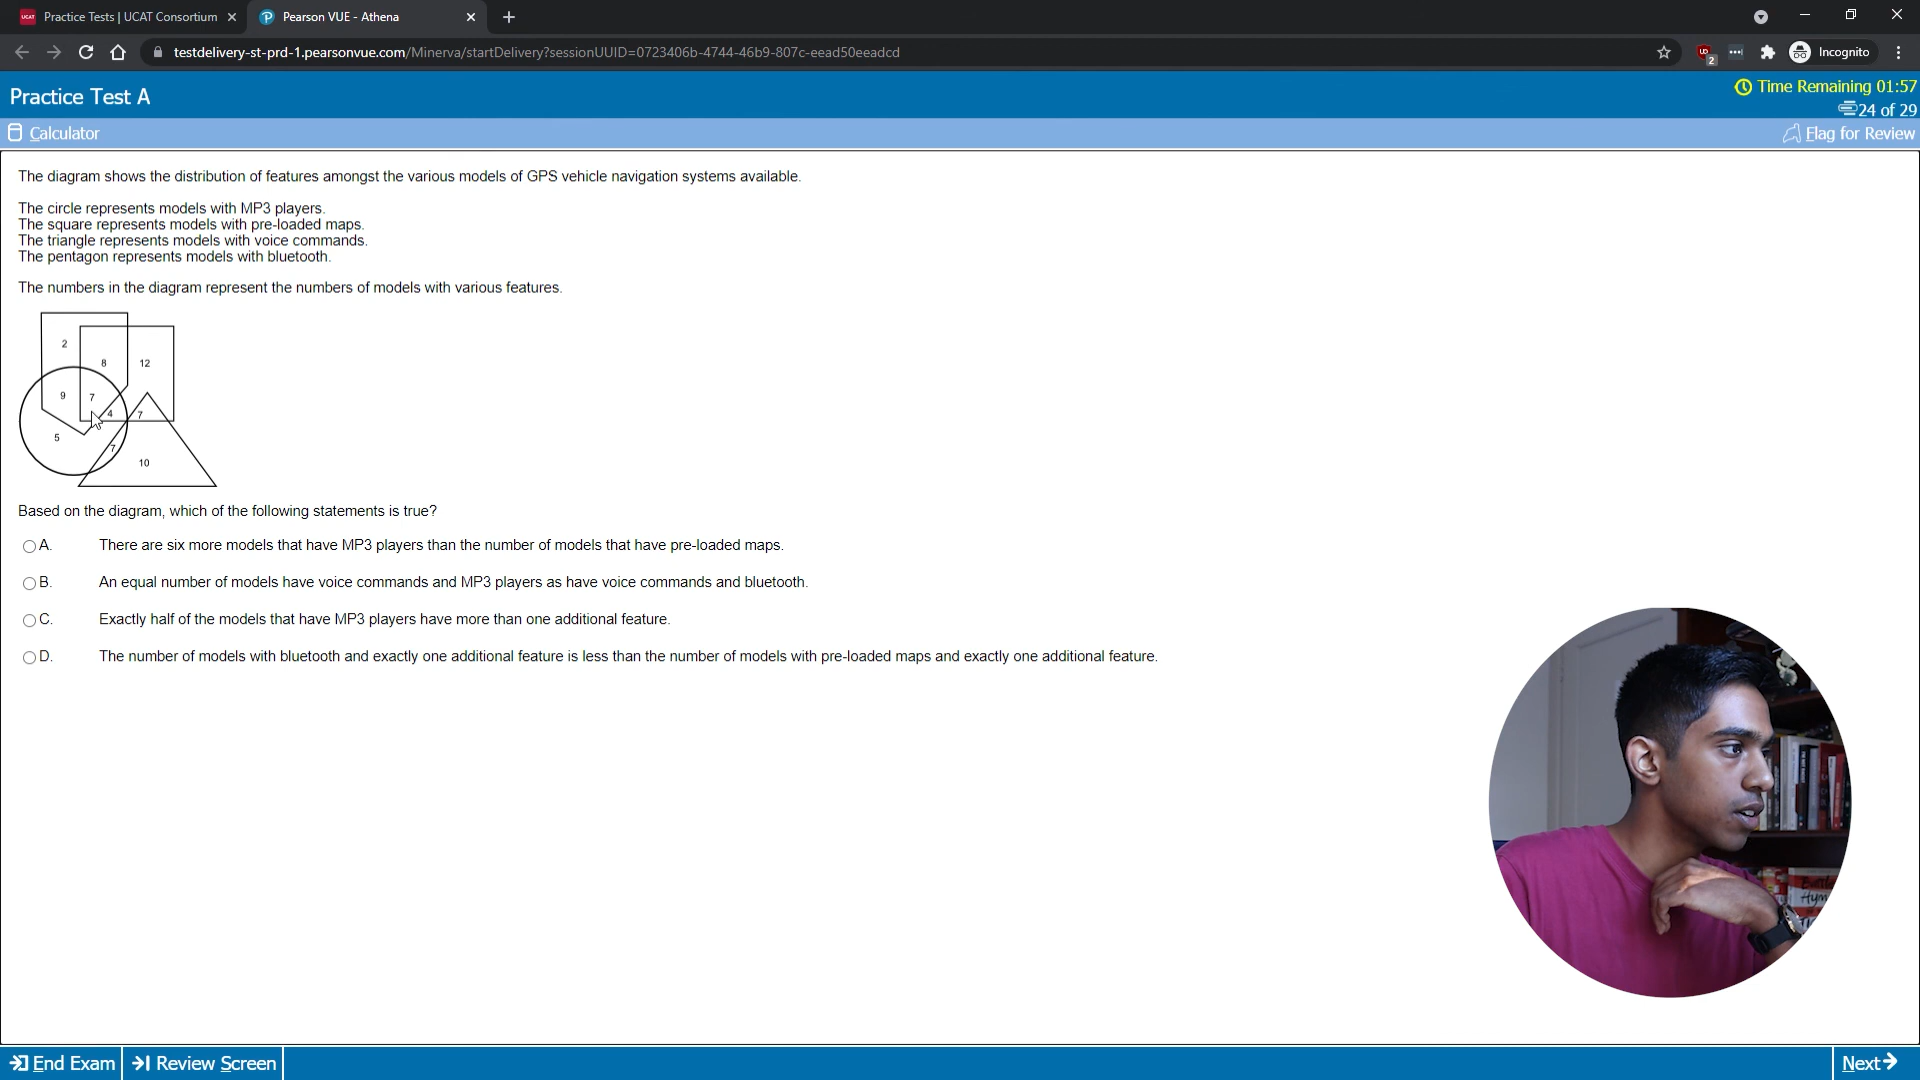 Practice Tests | UCAT Consortium
Pearson VUE - Athena
testdelivery-st-prd-1.pearsonvue.com/Minerva/startDelivery?sessionUUID=0723406b-4744-46b9-807c-eead50eeadcd
2
Incognito
Practice Test A
Time Remaining 01:57
24 of 29
Calculator
Flag for Review
The diagram shows the distribution of features amongst the various models of GPS vehicle navigation systems available.
The circle represents models with MP3 players.
The square represents models with pre-loaded maps.
The triangle represents models with voice commands.
The pentagon represents models with bluetooth.
The numbers in the diagram represent the numbers of models with various features.
2
8 12
9 7
4 7
5
7
10
Based on the diagram, which of the following statements is true?
A. There are six more models that have MP3 players than the number of models that have pre-loaded maps.
B. An equal number of models have voice commands and MP3 players as have voice commands and bluetooth.
C. Exactly half of the models that have MP3 players have more than one additional feature.
D. The number of models with bluetooth and exactly one additional feature is less than the number of models with pre-loaded maps and exactly one additional feature.
End Exam
Review Screen
Next